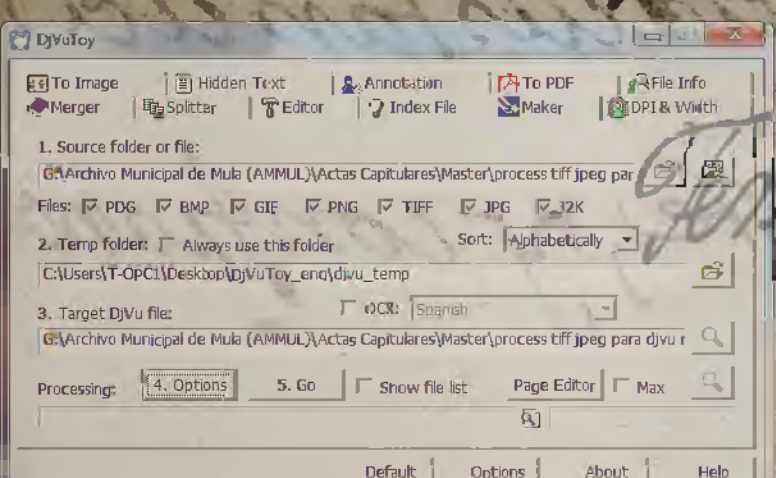 DjVuToy
To Image Hidden Text Annotation To PDF File Info
Merger Splitter Editor Index File Maker DPI & Width
1. Source folder or file:
G:\Archivo Municipal de Mula (AMMUL)\Actas Capitulares\Master\process tiff jpeg par
Files: PDG BMP GIF PNG TIFF JPG J2K
2. Temp folder: Always use this folder Sort: Alphabetically
C:\Users\T-OPC1\Desktop\DjVuToy_eng\djvu_temp
3. Target DjVu file: OCR: Spanish
G:\Archivo Municipal de Mula (AMMUL)\Actas Capitulares\Master\process tiff jpeg para djvu r
Processing: 4. Options 5. Go Show file list Page Editor Max
Default Options About Help